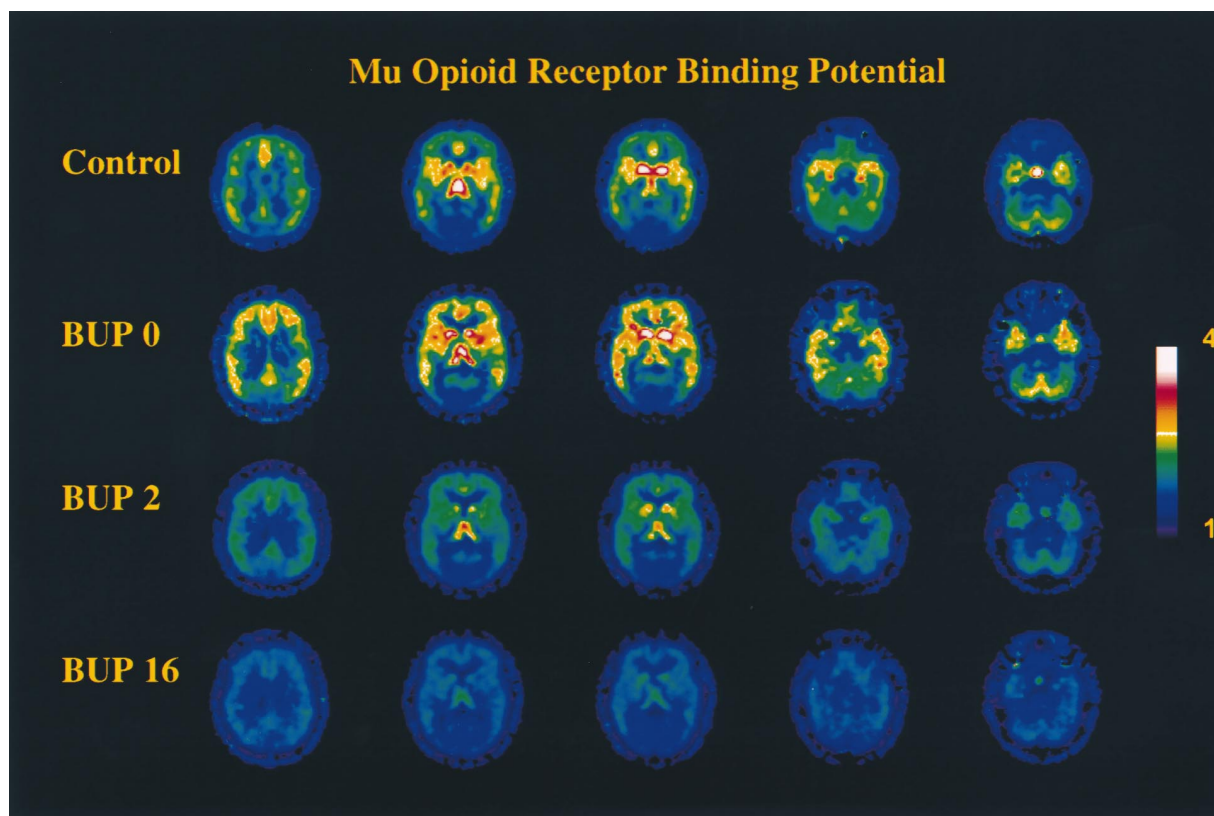 Mu Opioid Receptor Binding Potential
Control
BUP 0
4
BUP 2
1
BUP 16